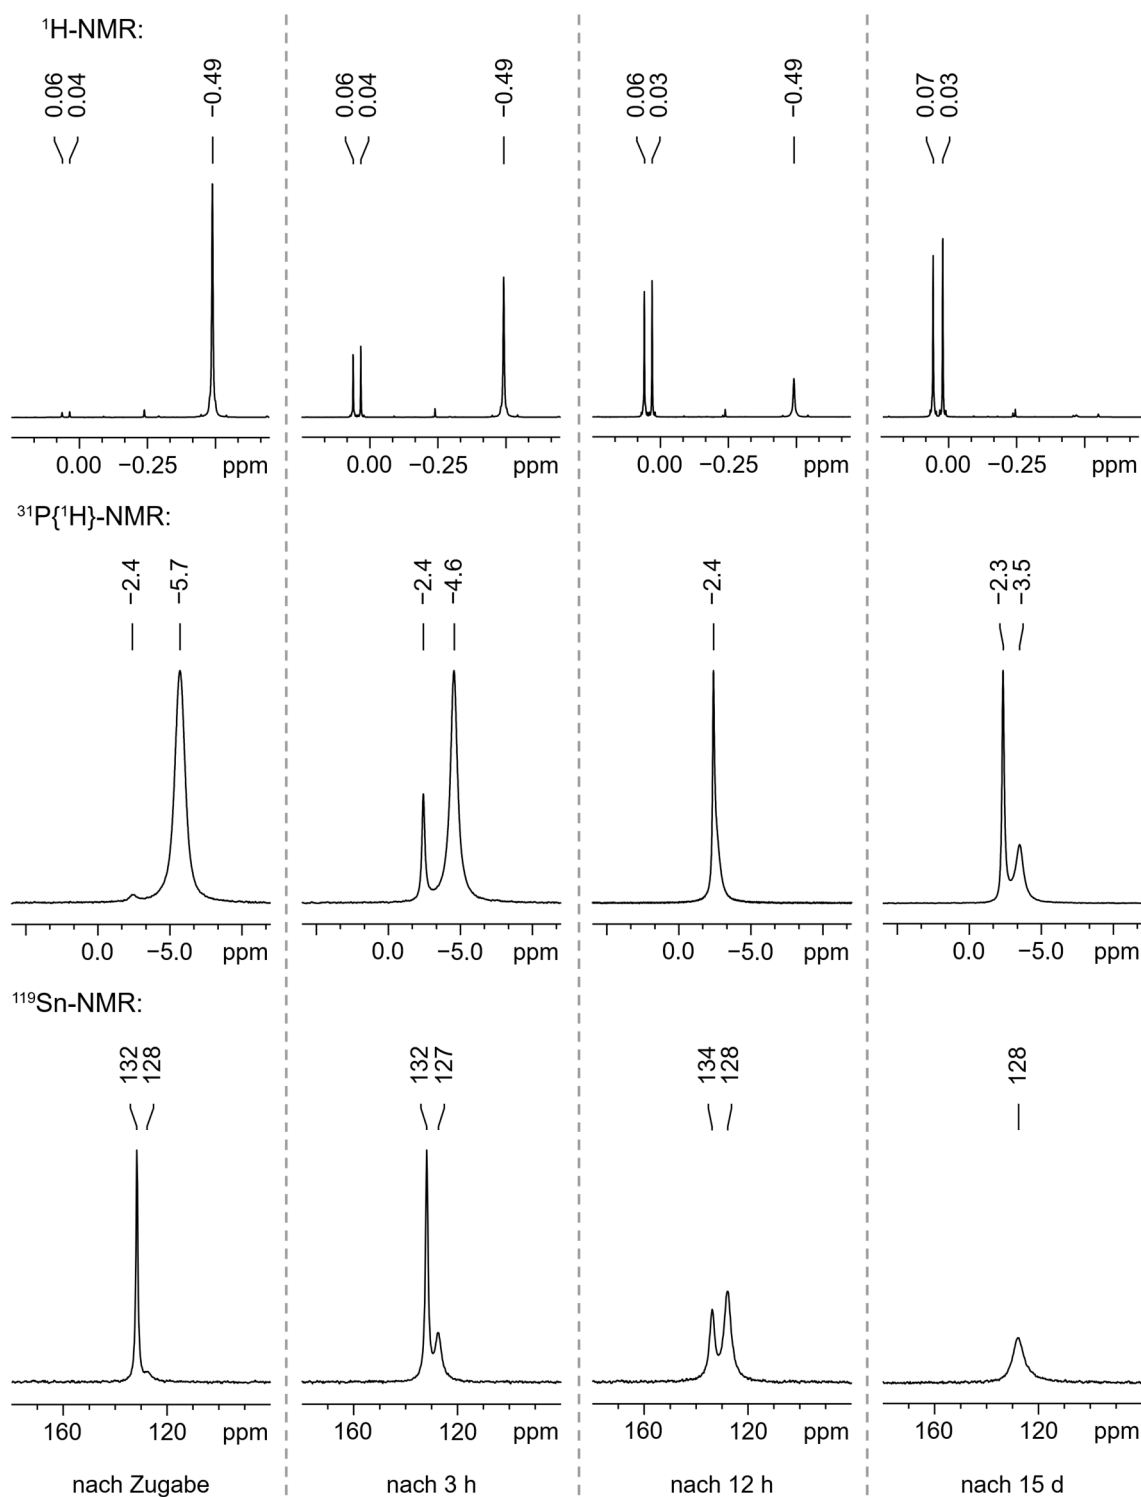 ¹H-NMR:
0.06 0.04 −0.49 0.06 0.04 −0.49 0.06 0.03 −0.49 0.07 0.03
0.00 −0.25 ppm 0.00 −0.25 ppm 0.00 −0.25 ppm 0.00 −0.25 ppm
³¹P{¹H}-NMR:
−2.4 −5.7 −2.4 −4.6 −2.4 −2.3 −3.5
0.0 −5.0 ppm 0.0 −5.0 ppm 0.0 −5.0 ppm 0.0 −5.0 ppm
¹¹⁹Sn-NMR:
132 128 132 127 134 128 128
160 120 ppm 160 120 ppm 160 120 ppm 160 120 ppm
nach Zugabe nach 3 h nach 12 h nach 15 d